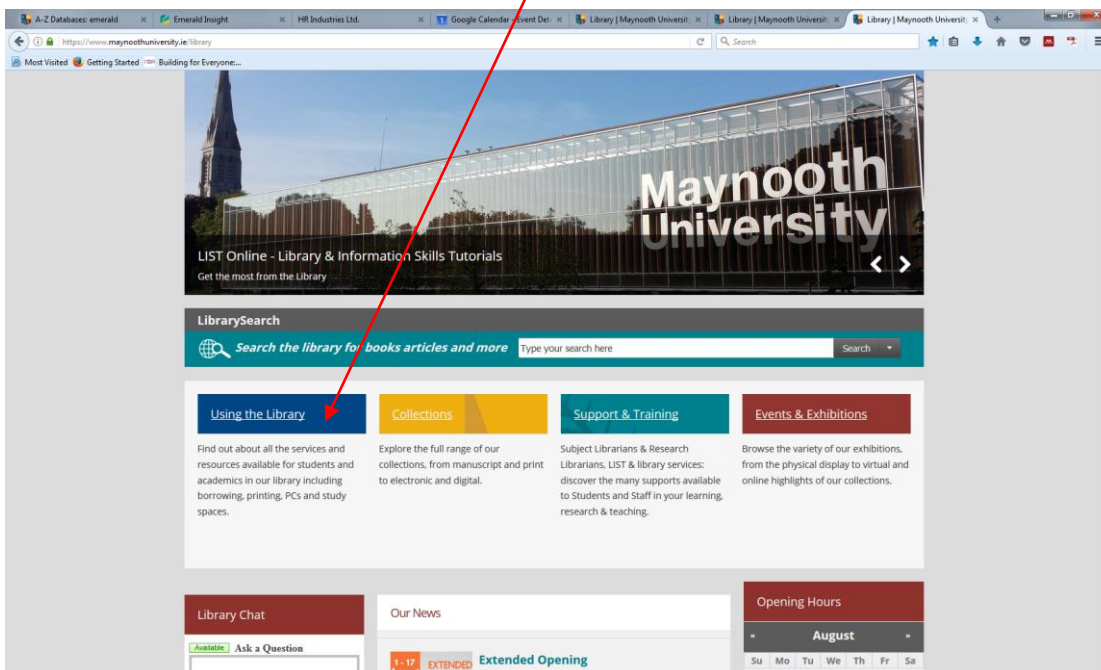 A-Z Databases: emerald
Emerald Insight
HR Industries Ltd.
Google Calendar - Event Det
Library | Maynooth Universit
Library | Maynooth Universit
Library | Maynooth Universit
https://www.maynoothuniversity.ie/library
Search
Most Visited
Getting Started
Building for Everyone:...
Maynooth
University
LIST Online - Library & Information Skills Tutorials
Get the most from the Library
LibrarySearch
Search the library for books articles and more
Type your search here
Search
Using the Library
Find out about all the services and
resources available for students and
academics in our library including
borrowing, printing, PCs and study
spaces.
Collections
Explore the full range of our
collections, from manuscript and print
to electronic and digital.
Support & Training
Subject Librarians & Research
Librarians, LIST & library services:
discover the many supports available
to Students and Staff in your learning,
research & teaching.
Events & Exhibitions
Browse the variety of our exhibitions,
from the physical display to virtual and
online highlights of our collections.
Library Chat
Available Ask a Question
Our News
1 - 17 EXTENDED
Extended Opening
Opening Hours
« August »
Su Mo Tu We Th Fr Sa